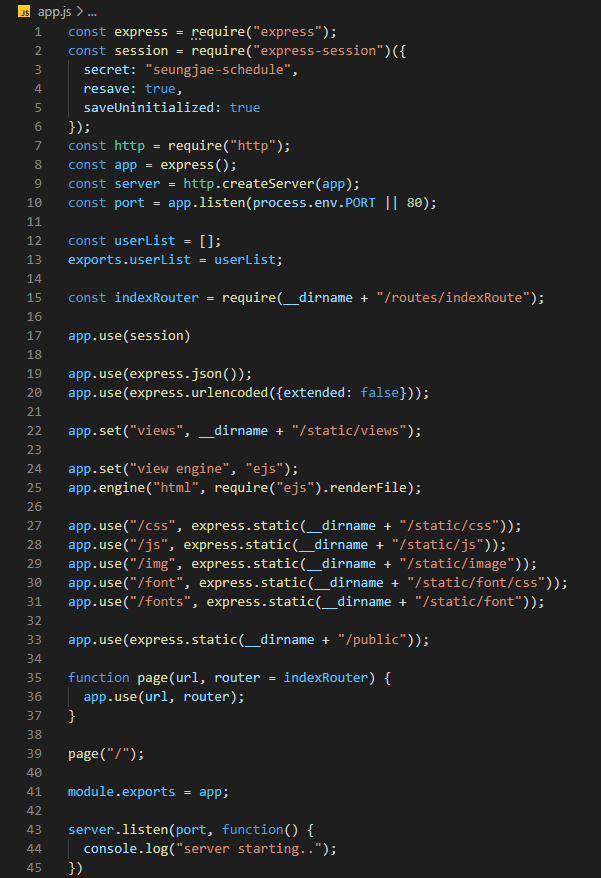 JS app.js > ...
1 const express = require("express");
2 const session = require("express-session")({
3   secret: "seungjae-schedule",
4   resave: true,
5   saveUninitialized: true
6 });
7 const http = require("http");
8 const app = express();
9 const server = http.createServer(app);
10 const port = app.listen(process.env.PORT || 80);
11
12 const userList = [];
13 exports.userList = userList;
14
15 const indexRouter = require(__dirname + "/routes/indexRoute");
16
17 app.use(session)
18
19 app.use(express.json());
20 app.use(express.urlencoded({extended: false}));
21
22 app.set("views", __dirname + "/static/views");
23
24 app.set("view engine", "ejs");
25 app.engine("html", require("ejs").renderFile);
26
27 app.use("/css", express.static(__dirname + "/static/css"));
28 app.use("/js", express.static(__dirname + "/static/js"));
29 app.use("/img", express.static(__dirname + "/static/image"));
30 app.use("/font", express.static(__dirname + "/static/font/css"));
31 app.use("/fonts", express.static(__dirname + "/static/font"));
32
33 app.use(express.static(__dirname + "/public"));
34
35 function page(url, router = indexRouter) {
36   app.use(url, router);
37 }
38
39 page("/");
40
41 module.exports = app;
42
43 server.listen(port, function() {
44   console.log("server starting..");
45 })